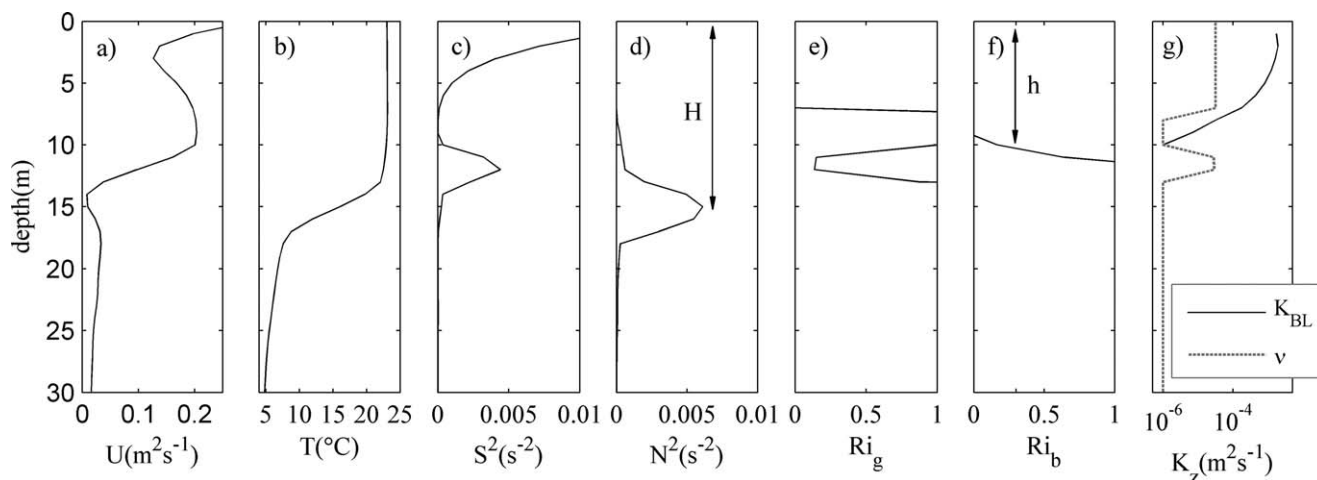 a) b) c) d) e) f) g)
H h
depth(m)
0
5
10
15
20
25
30
0 0.1 0.2
5 10 15 20 25
0 0.005 0.01
0 0.005 0.01
0 0.5 1
0 0.5 1
10⁻⁶ 10⁻⁴
K_BL
ν
U(m²s⁻¹) T(°C) S²(s⁻²) N²(s⁻²) Ri_g Ri_b K_z(m²s⁻¹)